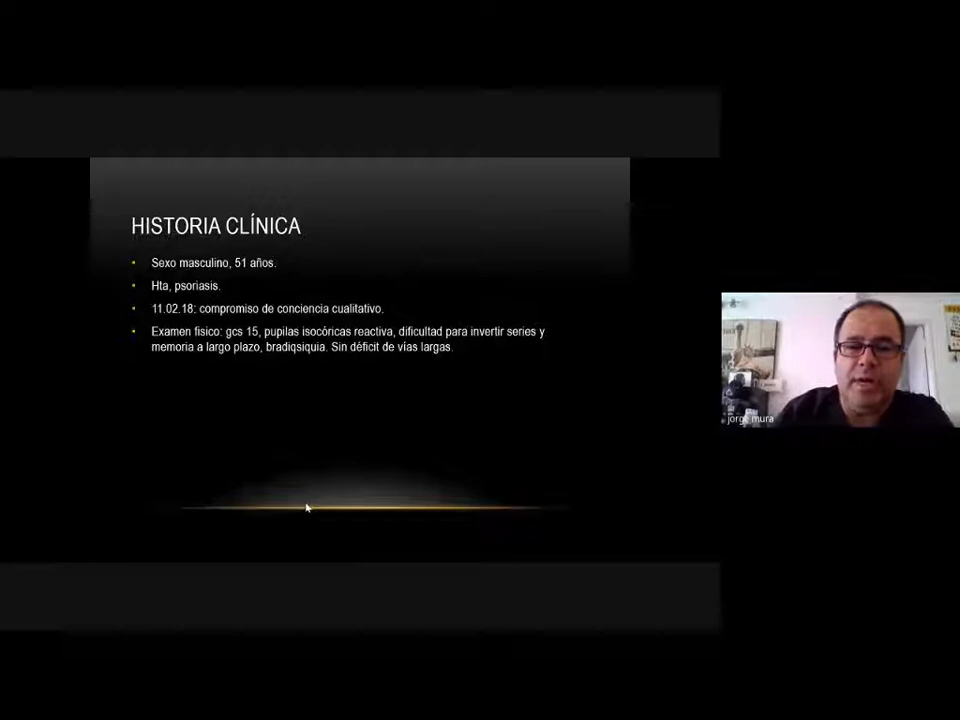 HISTORIA CLÍNICA
• Sexo masculino, 51 años.
• Hta, psoriasis.
• 11.02.18: compromiso de conciencia cualitativo.
• Examen fisico: gcs 15, pupilas isocóricas reactiva, dificultad para invertir series y
memoria a largo plazo, bradiqsiquia. Sin déficit de vías largas.
jorge mura